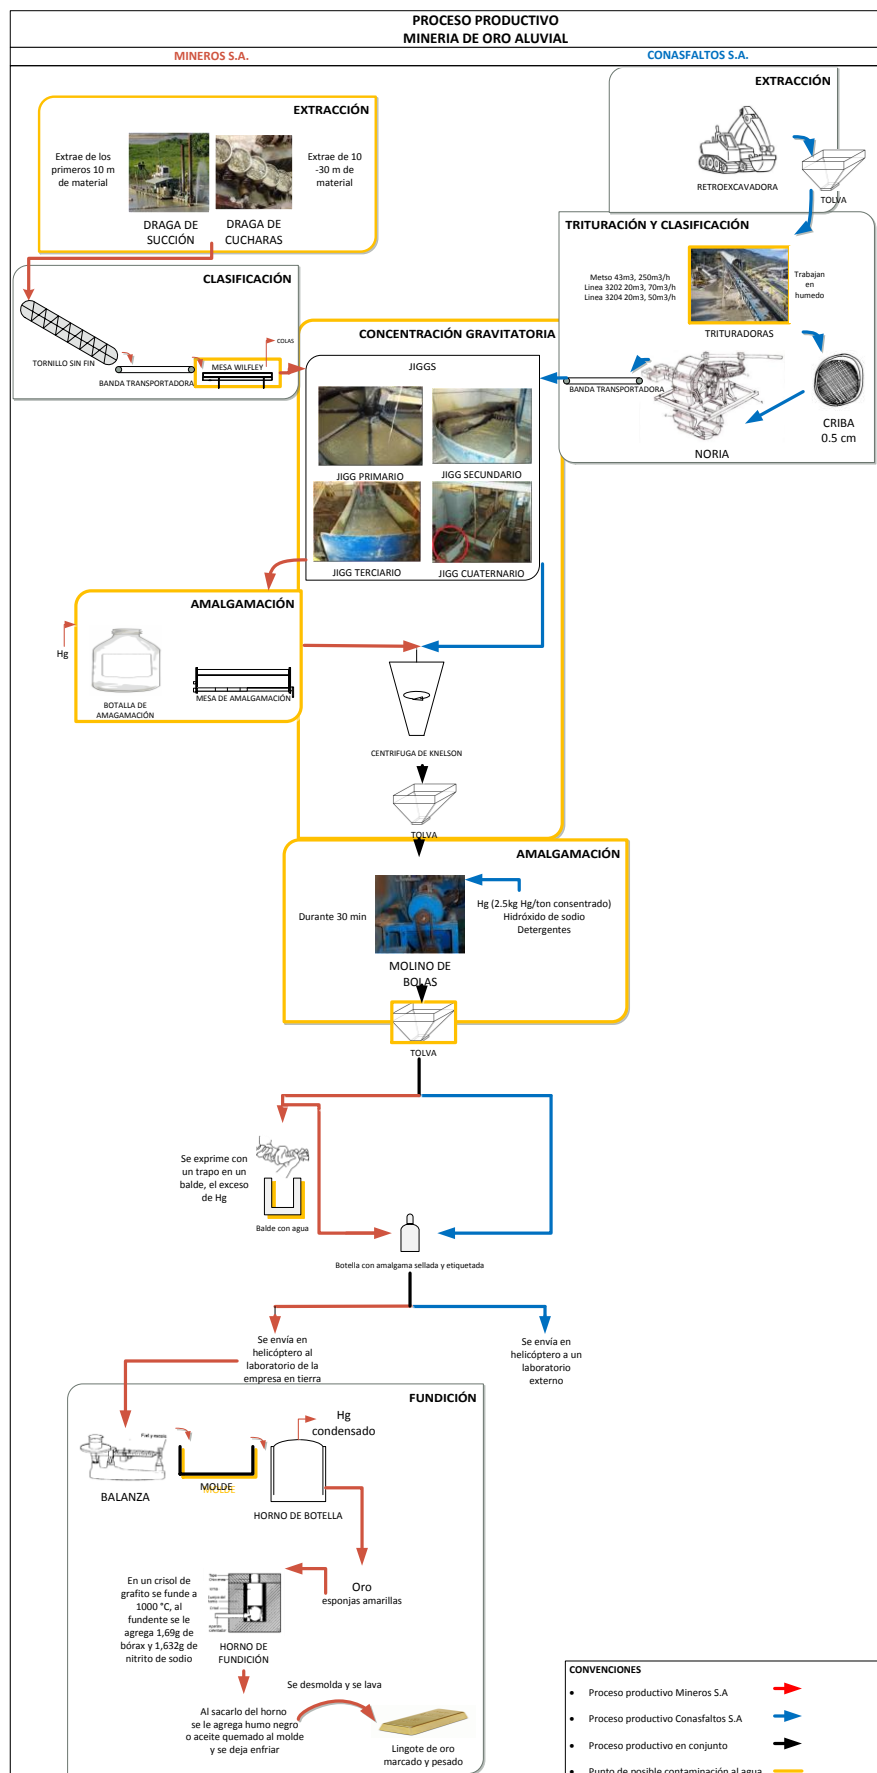 PROCESO PRODUCTIVO
MINERIA DE ORO ALUVIAL
MINEROS S.A.
CONASFALTOS S.A.
EXTRACCIÓN
Extrae de los
primeros 10 m
de material
DRAGA DE
SUCCIÓN
DRAGA DE
CUCHARAS
Extrae de 10
-30 m de
material
EXTRACCIÓN
RETROEXCAVADORA
TOLVA
TRITURACIÓN Y CLASIFICACIÓN
Metso 43m3, 250m3/h
Linea 3202 20m3, 70m3/h
Linea 3204 20m3, 50m3/h
Trabajan
en
humedo
TRITURADORAS
BANDA TRANSPORTADORA
NORIA
CRIBA
0.5 cm
CLASIFICACIÓN
TORNILLO SIN FIN
BANDA TRANSPORTADORA
MESA WILFLEY
COLAS
CONCENTRACIÓN GRAVITATORIA
JIGGS
JIGG PRIMARIO
JIGG SECUNDARIO
JIGG TERCIARIO
JIGG CUATERNARIO
AMALGAMACIÓN
Hg
BOTALLA DE
AMAGAMACIÓN
MESA DE AMALGAMACIÓN
CENTRIFUGA DE KNELSON
TOLVA
AMALGAMACIÓN
Durante 30 min
Hg (2.5kg Hg/ton consentrado)
Hidróxido de sodio
Detergentes
MOLINO DE
BOLAS
TOLVA
Se exprime con
un trapo en un
balde, el exceso
de Hg
Balde con agua
Botella con amalgama sellada y etiquetada
Se envía en
helicóptero al
laboratorio de la
empresa en tierra
Se envía en
helicóptero a un
laboratorio
externo
FUNDICIÓN
BALANZA
MOLDE
Hg
condensado
HORNO DE BOTELLA
Oro
esponjas amarillas
En un crisol de
grafito se funde a
1000 °C, al
fundente se le
agrega 1,69g de
bórax y 1,632g de
nitrito de sodio
HORNO DE
FUNDICIÓN
Se desmolda y se lava
Al sacarlo del horno
se le agrega humo negro
o aceite quemado al molde
y se deja enfriar
Lingote de oro
marcado y pesado
CONVENCIONES
• Proceso productivo Mineros S.A
• Proceso productivo Conasfaltos S.A
• Proceso productivo en conjunto
• Punto de posible contaminación al agua